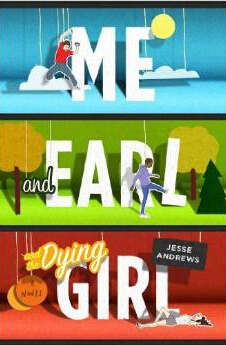 ME
and
EARL
and
the Dying
GIRL
JESSE
ANDREWS
NOVEL